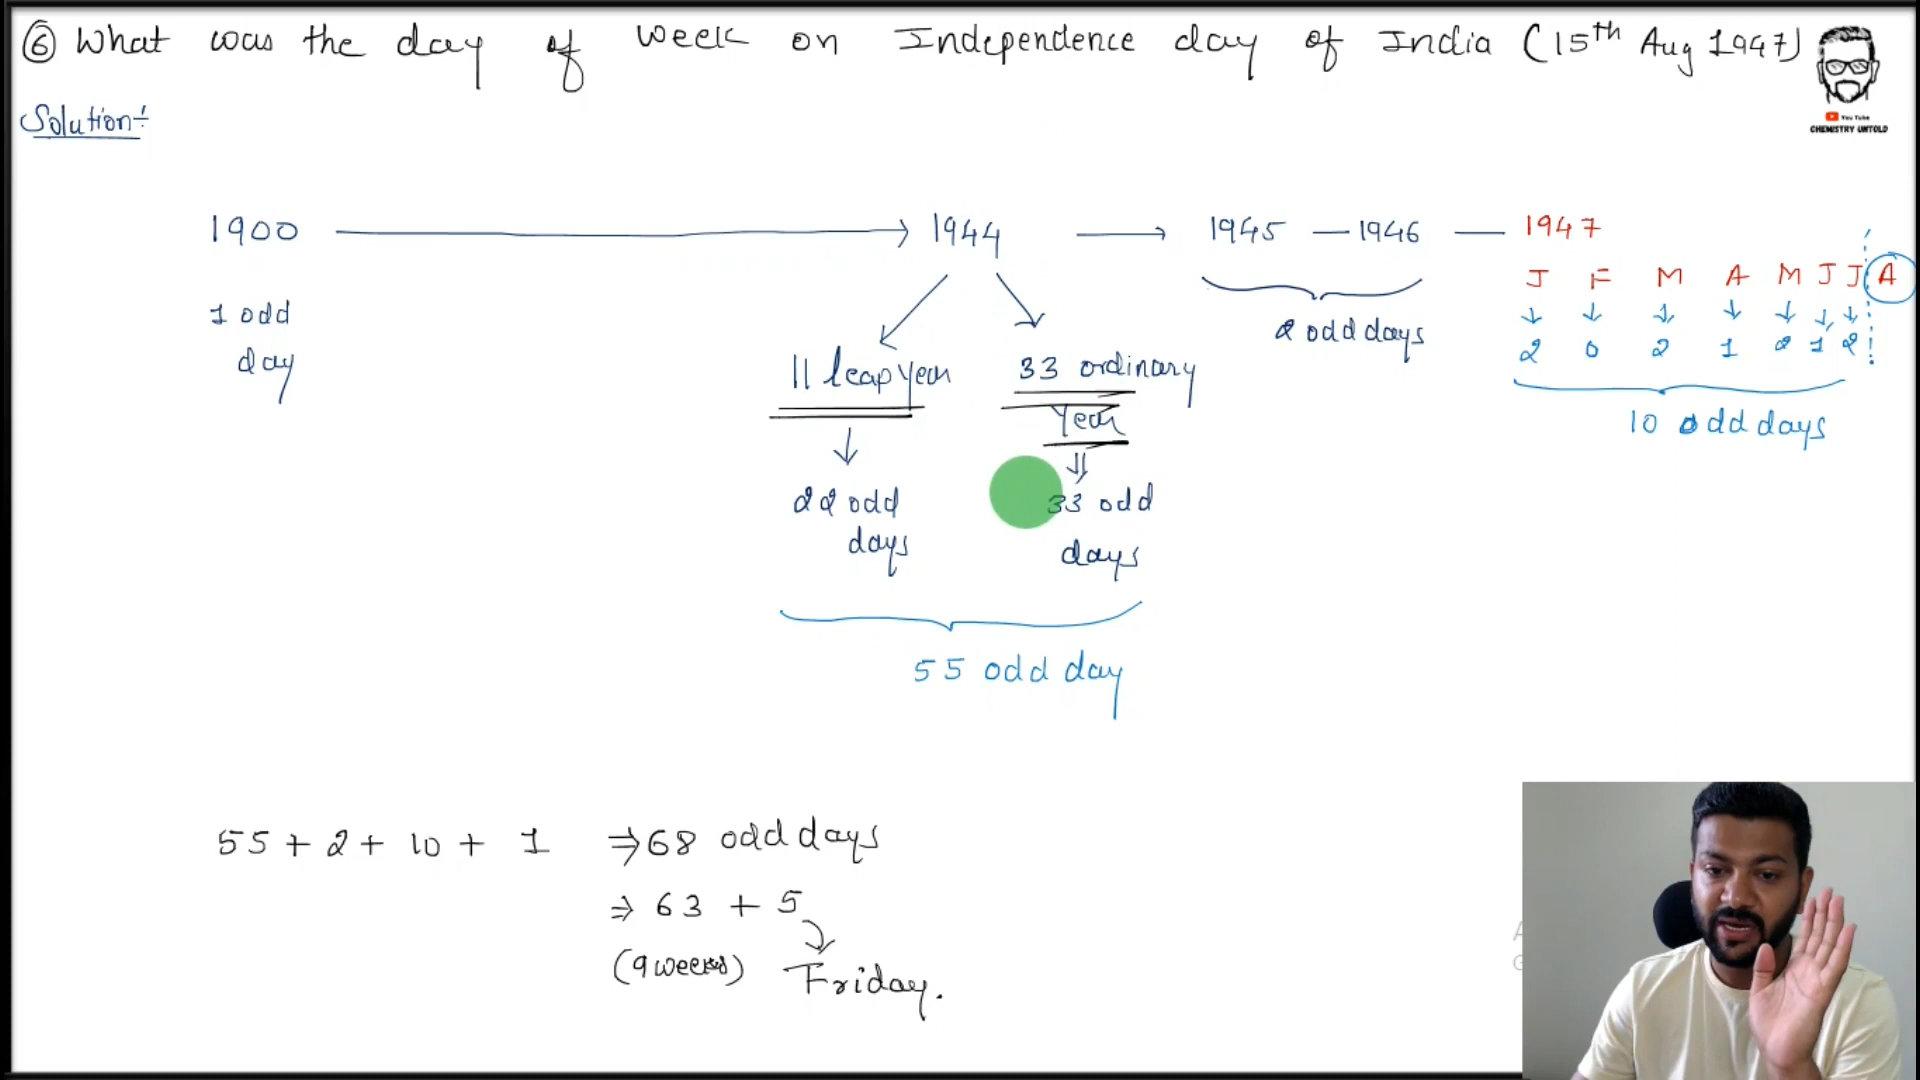 ⑥ What was the day of week on Independence day of India (15th Aug 1947)
Solution:-
You Tube
CHEMISTRY UNTOLD
1900 → 1944 → 1945 — 1946 — 1947
J F M A M J J A
1 odd day
2 odd days
2 0 2 1 2 1 2
10 odd days
11 leap year
33 ordinary year
22 odd days
33 odd days
55 odd day
55 + 2 + 10 + 1 ⇒ 68 odd days
⇒ 63 + 5
(9 weeks) Friday.